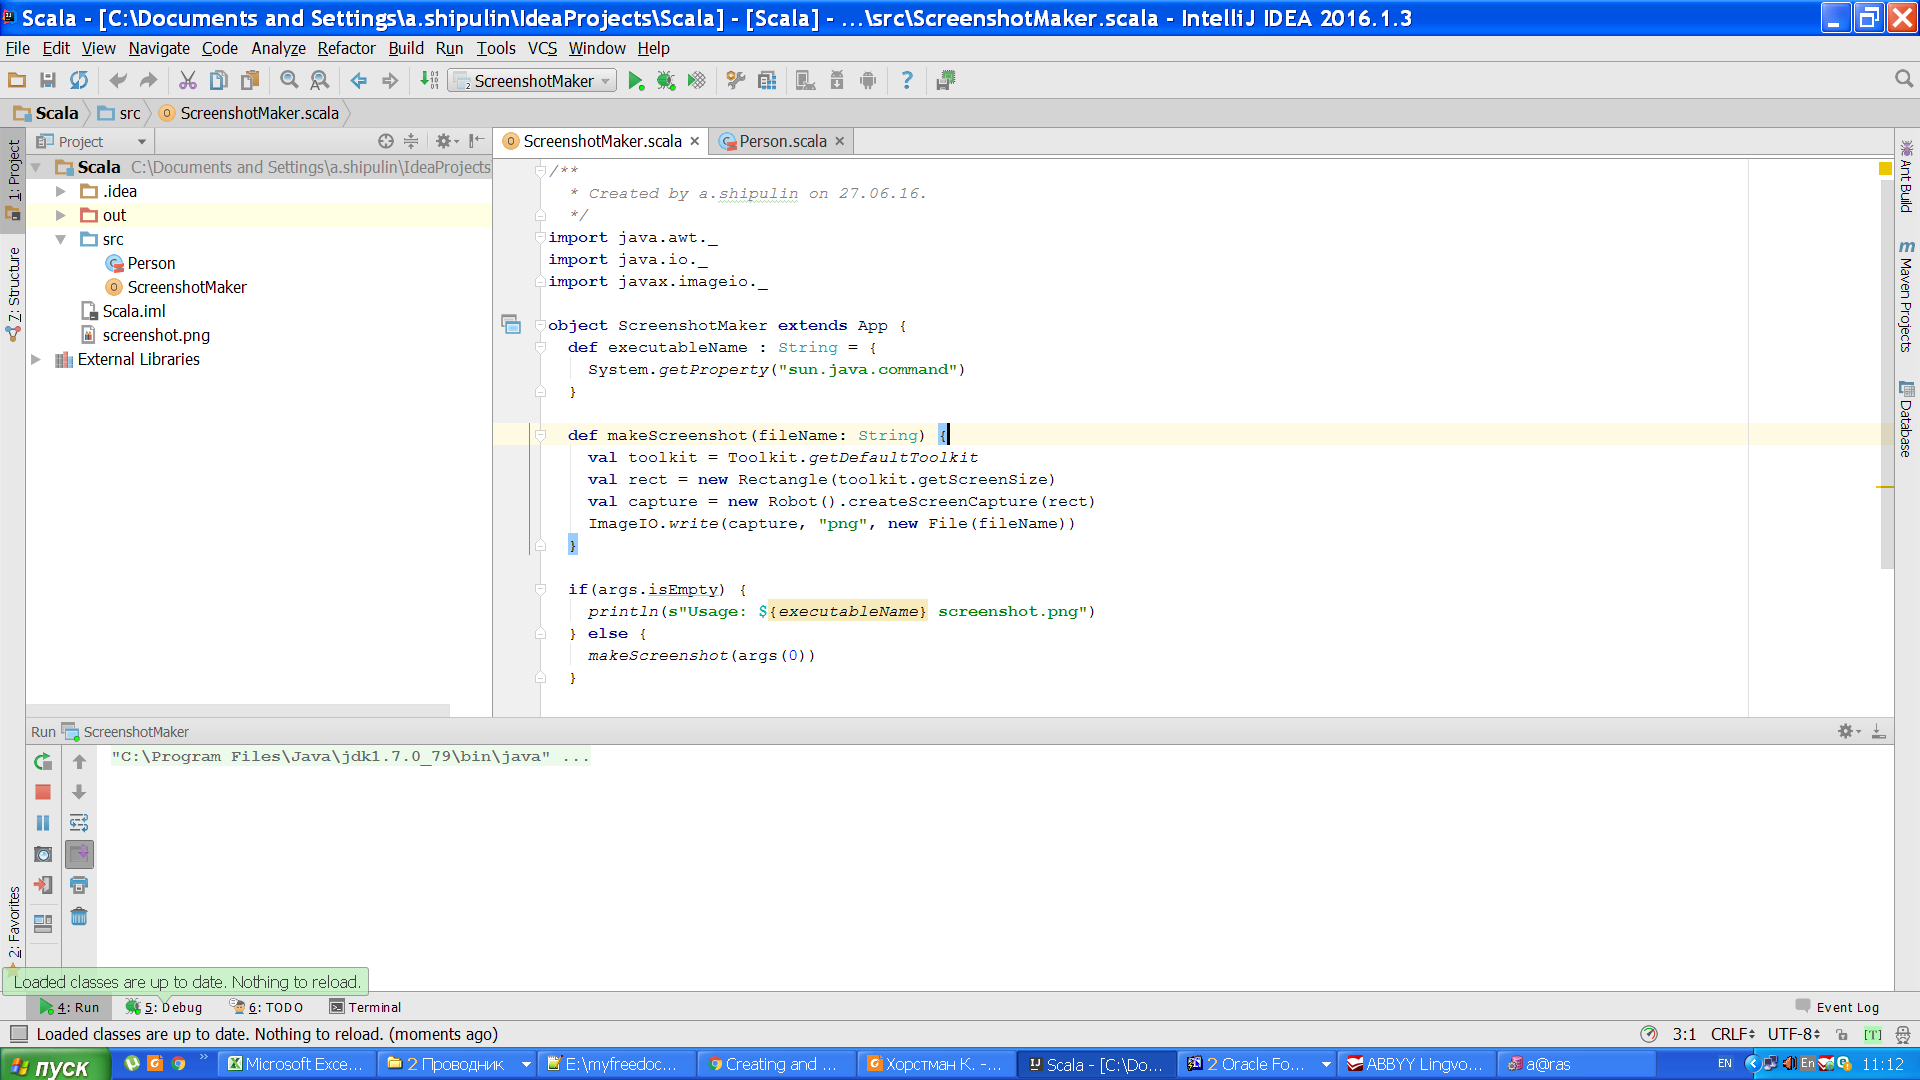 Scala - [C:\Documents and Settings\a.shipulin\IdeaProjects\Scala] - [Scala] - ...\src\ScreenshotMaker.scala - IntelliJ IDEA 2016.1.3
File Edit View Navigate Code Analyze Refactor Build Run Tools VCS Window Help
ScreenshotMaker
Scala src ScreenshotMaker.scala
1: Project
7: Structure
2: Favorites
Project
Scala C:\Documents and Settings\a.shipulin\IdeaProjects
.idea
out
src
Person
ScreenshotMaker
Scala.iml
screenshot.png
External Libraries
ScreenshotMaker.scala Person.scala
/**
* Created by a.shipulin on 27.06.16.
*/
import java.awt._
import java.io._
import javax.imageio._
object ScreenshotMaker extends App {
def executableName : String = {
System.getProperty("sun.java.command")
}
def makeScreenshot(fileName: String) {
val toolkit = Toolkit.getDefaultToolkit
val rect = new Rectangle(toolkit.getScreenSize)
val capture = new Robot().createScreenCapture(rect)
ImageIO.write(capture, "png", new File(fileName))
}
if(args.isEmpty) {
println(s"Usage: ${executableName} screenshot.png")
} else {
makeScreenshot(args(0))
}
Ant Build
Maven Projects
Database
Run ScreenshotMaker
"C:\Program Files\Java\jdk1.7.0_79\bin\java" ...
Loaded classes are up to date. Nothing to reload.
4: Run 5: Debug 6: TODO Terminal Event Log
Loaded classes are up to date. Nothing to reload. (moments ago) 3:1 CRLF UTF-8 [T]
пуск Microsoft Exce... 2 Проводник E:\myfreedoc... Creating and ... Хорстман К. -... Scala - [C:\Do... 2 Oracle Fo... ABBYY Lingvo... a@ras EN En 11:12